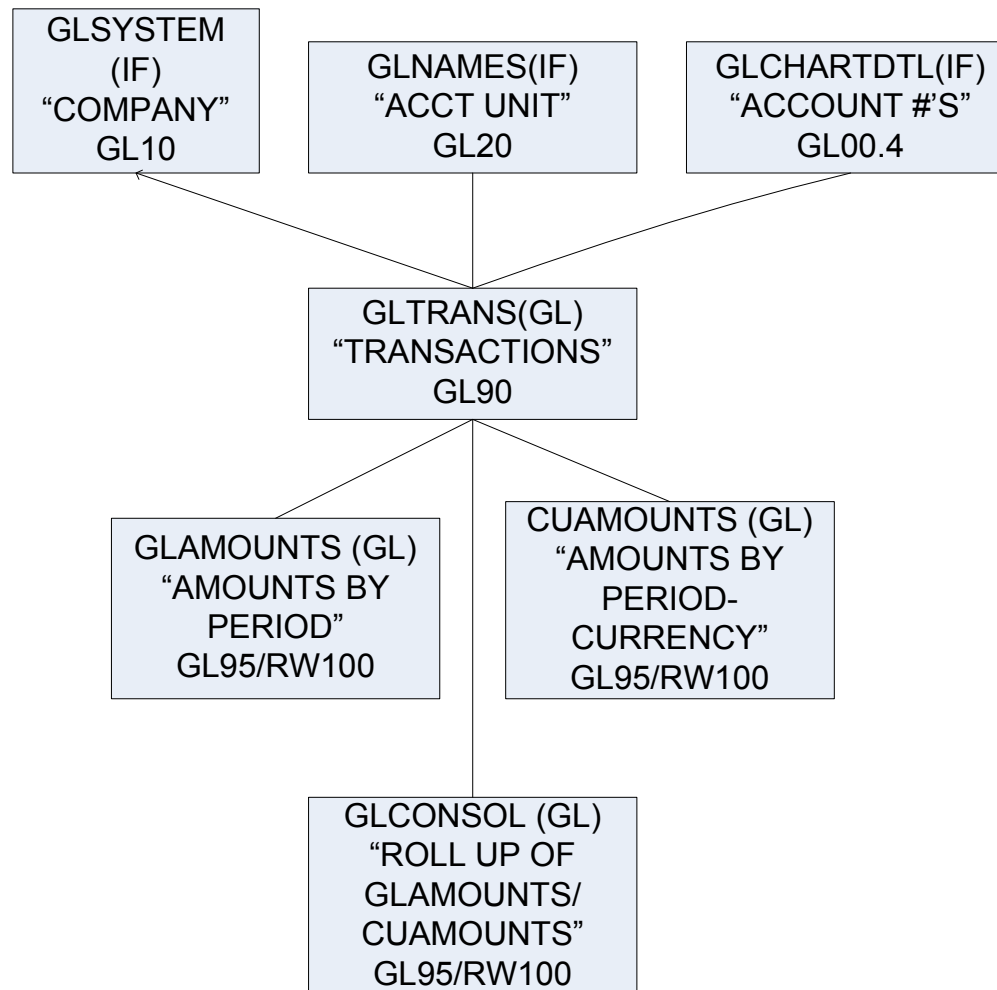 GLSYSTEM
(IF)
“COMPANY”
GL10
GLNAMES(IF)
“ACCT UNIT”
GL20
GLCHARTDTL(IF)
“ACCOUNT #’S”
GL00.4
GLTRANS(GL)
“TRANSACTIONS”
GL90
GLAMOUNTS (GL)
“AMOUNTS BY
PERIOD”
GL95/RW100
CUAMOUNTS (GL)
“AMOUNTS BY
PERIOD-
CURRENCY”
GL95/RW100
GLCONSOL (GL)
“ROLL UP OF
GLAMOUNTS/
CUAMOUNTS”
GL95/RW100